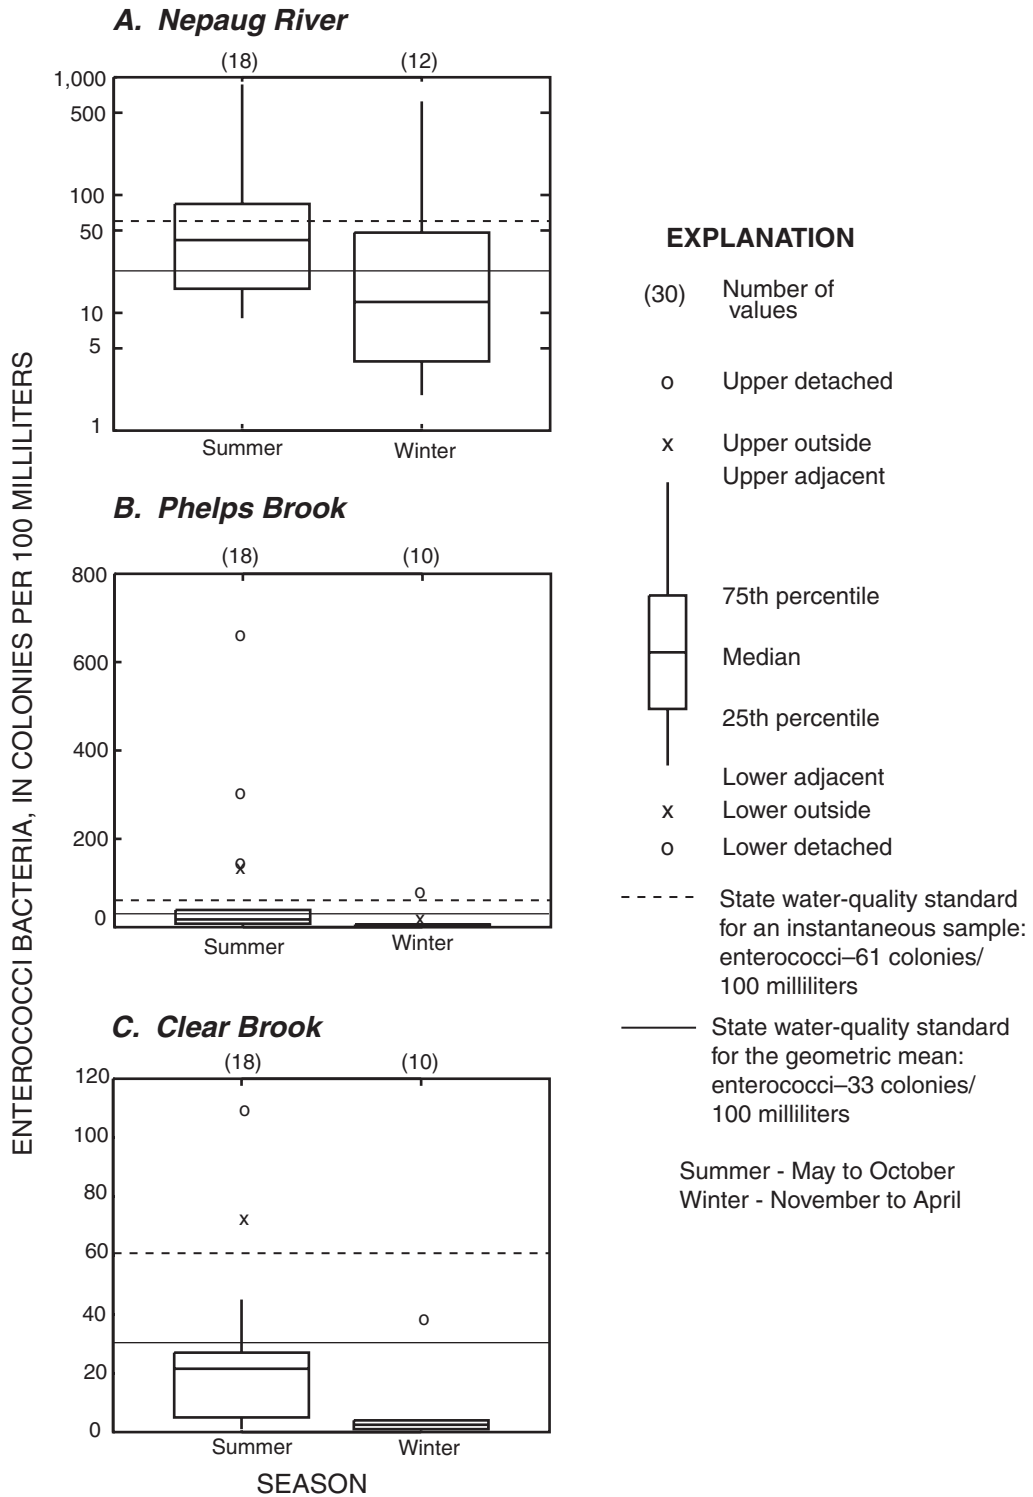 A. Nepaug River
(18) (12)
1,000
500
100
50
10
5
1
Summer Winter
B. Phelps Brook
(18) (10)
800
600
400
200
0
Summer Winter
C. Clear Brook
(18) (10)
120
100
80
60
40
20
0
Summer Winter
SEASON
ENTEROCOCCI BACTERIA, IN COLONIES PER 100 MILLILITERS
EXPLANATION
(30) Number of
values
o Upper detached
x Upper outside
Upper adjacent
75th percentile
Median
25th percentile
Lower adjacent
x Lower outside
o Lower detached
State water-quality standard
for an instantaneous sample:
enterococci–61 colonies/
100 milliliters
State water-quality standard
for the geometric mean:
enterococci–33 colonies/
100 milliliters
Summer - May to October
Winter - November to April